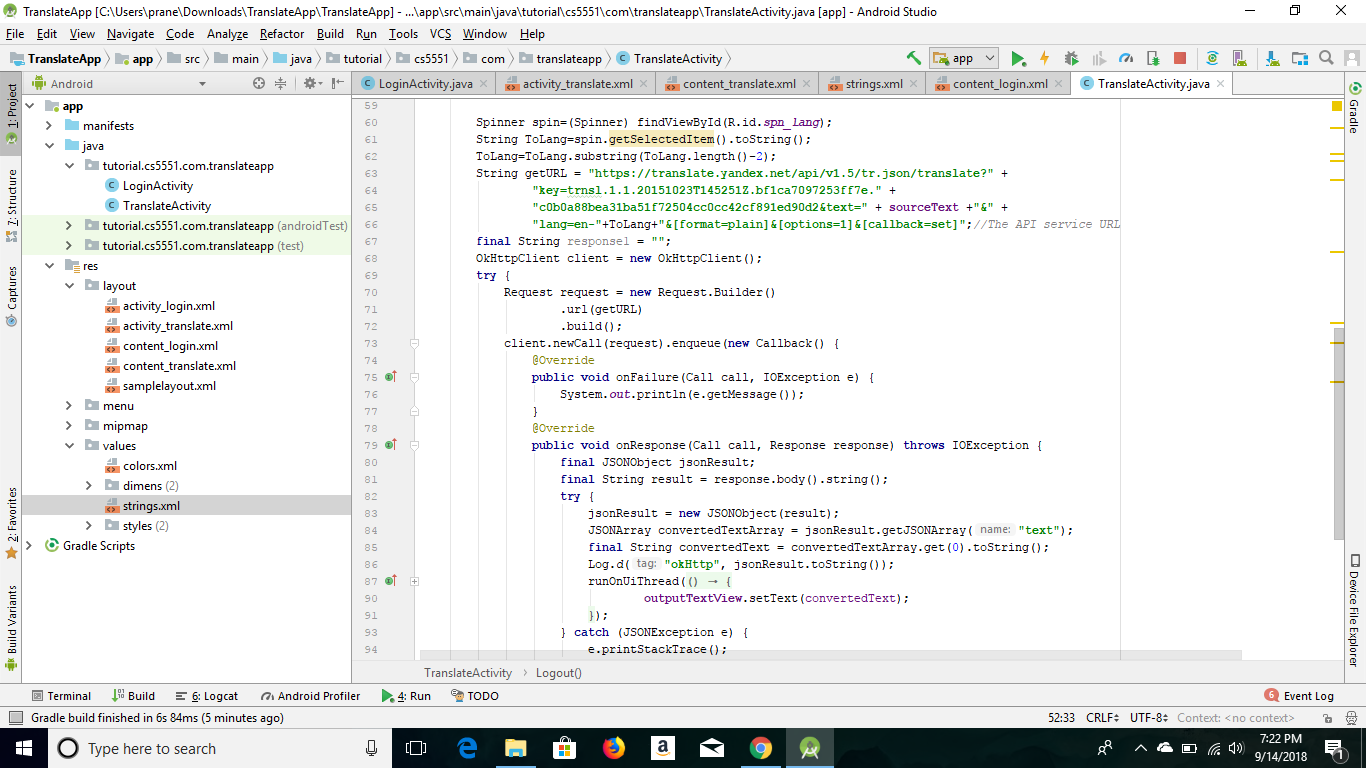 TranslateApp [C:\Users\prane\Downloads\TranslateApp\TranslateApp] - ...\app\src\main\java\tutorial\cs5551\com\translateapp\TranslateActivity.java [app] - Android Studio
File Edit View Navigate Code Analyze Refactor Build Run Tools VCS Window Help
TranslateApp app src main java tutorial cs5551 com translateapp TranslateActivity app
Android
LoginActivity.java activity_translate.xml content_translate.xml strings.xml content_login.xml TranslateActivity.java
1: Project
7: Structure
Captures
2: Favorites
Build Variants
app
manifests
java
tutorial.cs5551.com.translateapp
LoginActivity
TranslateActivity
tutorial.cs5551.com.translateapp (androidTest)
tutorial.cs5551.com.translateapp (test)
res
layout
activity_login.xml
activity_translate.xml
content_login.xml
content_translate.xml
samplelayout.xml
menu
mipmap
values
colors.xml
dimens (2)
strings.xml
styles (2)
Gradle Scripts
59
60 Spinner spin=(Spinner) findViewById(R.id.spn_lang);
61 String ToLang=spin.getSelectedItem().toString();
62 ToLang=ToLang.substring(ToLang.length()-2);
63 String getURL = "https://translate.yandex.net/api/v1.5/tr.json/translate?" +
64 "key=trnsl.1.1.20151023T145251Z.bf1ca7097253ff7e." +
65 "c0b0a88bea31ba51f72504cc0cc42cf891ed90d2&text=" + sourceText +"&" +
66 "lang=en-"+ToLang+"&[format=plain]&[options=1]&[callback=set]";//The API service URL
67 final String response1 = "";
68 OkHttpClient client = new OkHttpClient();
69 try {
70 Request request = new Request.Builder()
71 .url(getURL)
72 .build();
73 client.newCall(request).enqueue(new Callback() {
74 @Override
75 public void onFailure(Call call, IOException e) {
76 System.out.println(e.getMessage());
77 }
78 @Override
79 public void onResponse(Call call, Response response) throws IOException {
80 final JSONObject jsonResult;
81 final String result = response.body().string();
82 try {
83 jsonResult = new JSONObject(result);
84 JSONArray convertedTextArray = jsonResult.getJSONArray( name: "text");
85 final String convertedText = convertedTextArray.get(0).toString();
86 Log.d( tag: "okHttp", jsonResult.toString());
87 runOnUiThread(() → {
90 outputTextView.setText(convertedText);
91 });
93 } catch (JSONException e) {
94 e.printStackTrace();
Gradle
Device File Explorer
TranslateActivity Logout()
Terminal Build 6: Logcat Android Profiler 4: Run TODO 6 Event Log
Gradle build finished in 6s 84ms (5 minutes ago) 52:33 CRLF UTF-8 Context: <no context>
Type here to search
7:22 PM
9/14/2018
1